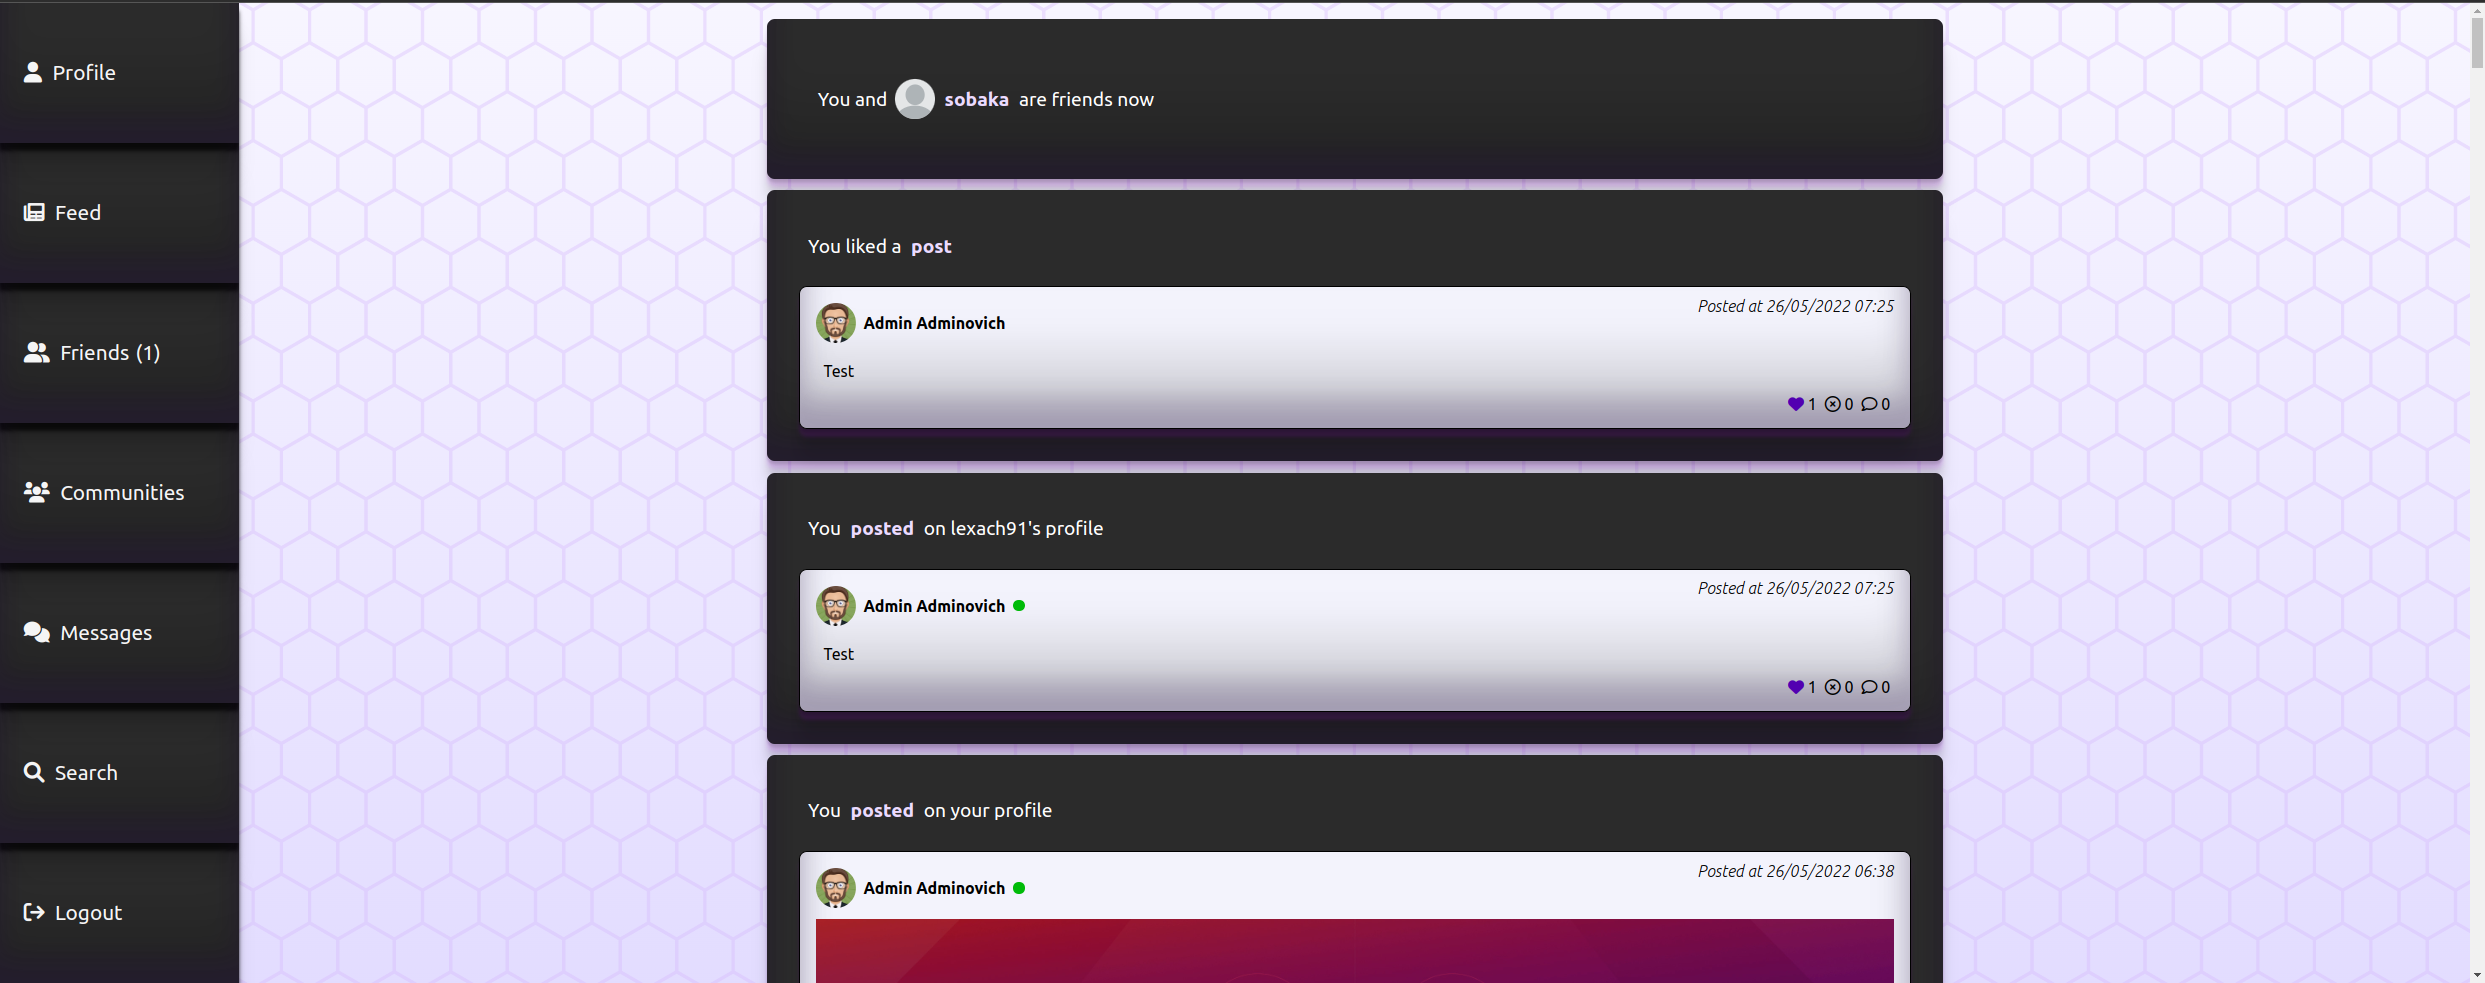 Profile
Feed
Friends (1)
Communities
Messages
Search
Logout
You and sobaka are friends now
You liked a post
Admin Adminovich
Posted at 26/05/2022 07:25
Test
1 0 0
You posted on lexach91's profile
Admin Adminovich
Posted at 26/05/2022 07:25
Test
1 0 0
You posted on your profile
Admin Adminovich
Posted at 26/05/2022 06:38